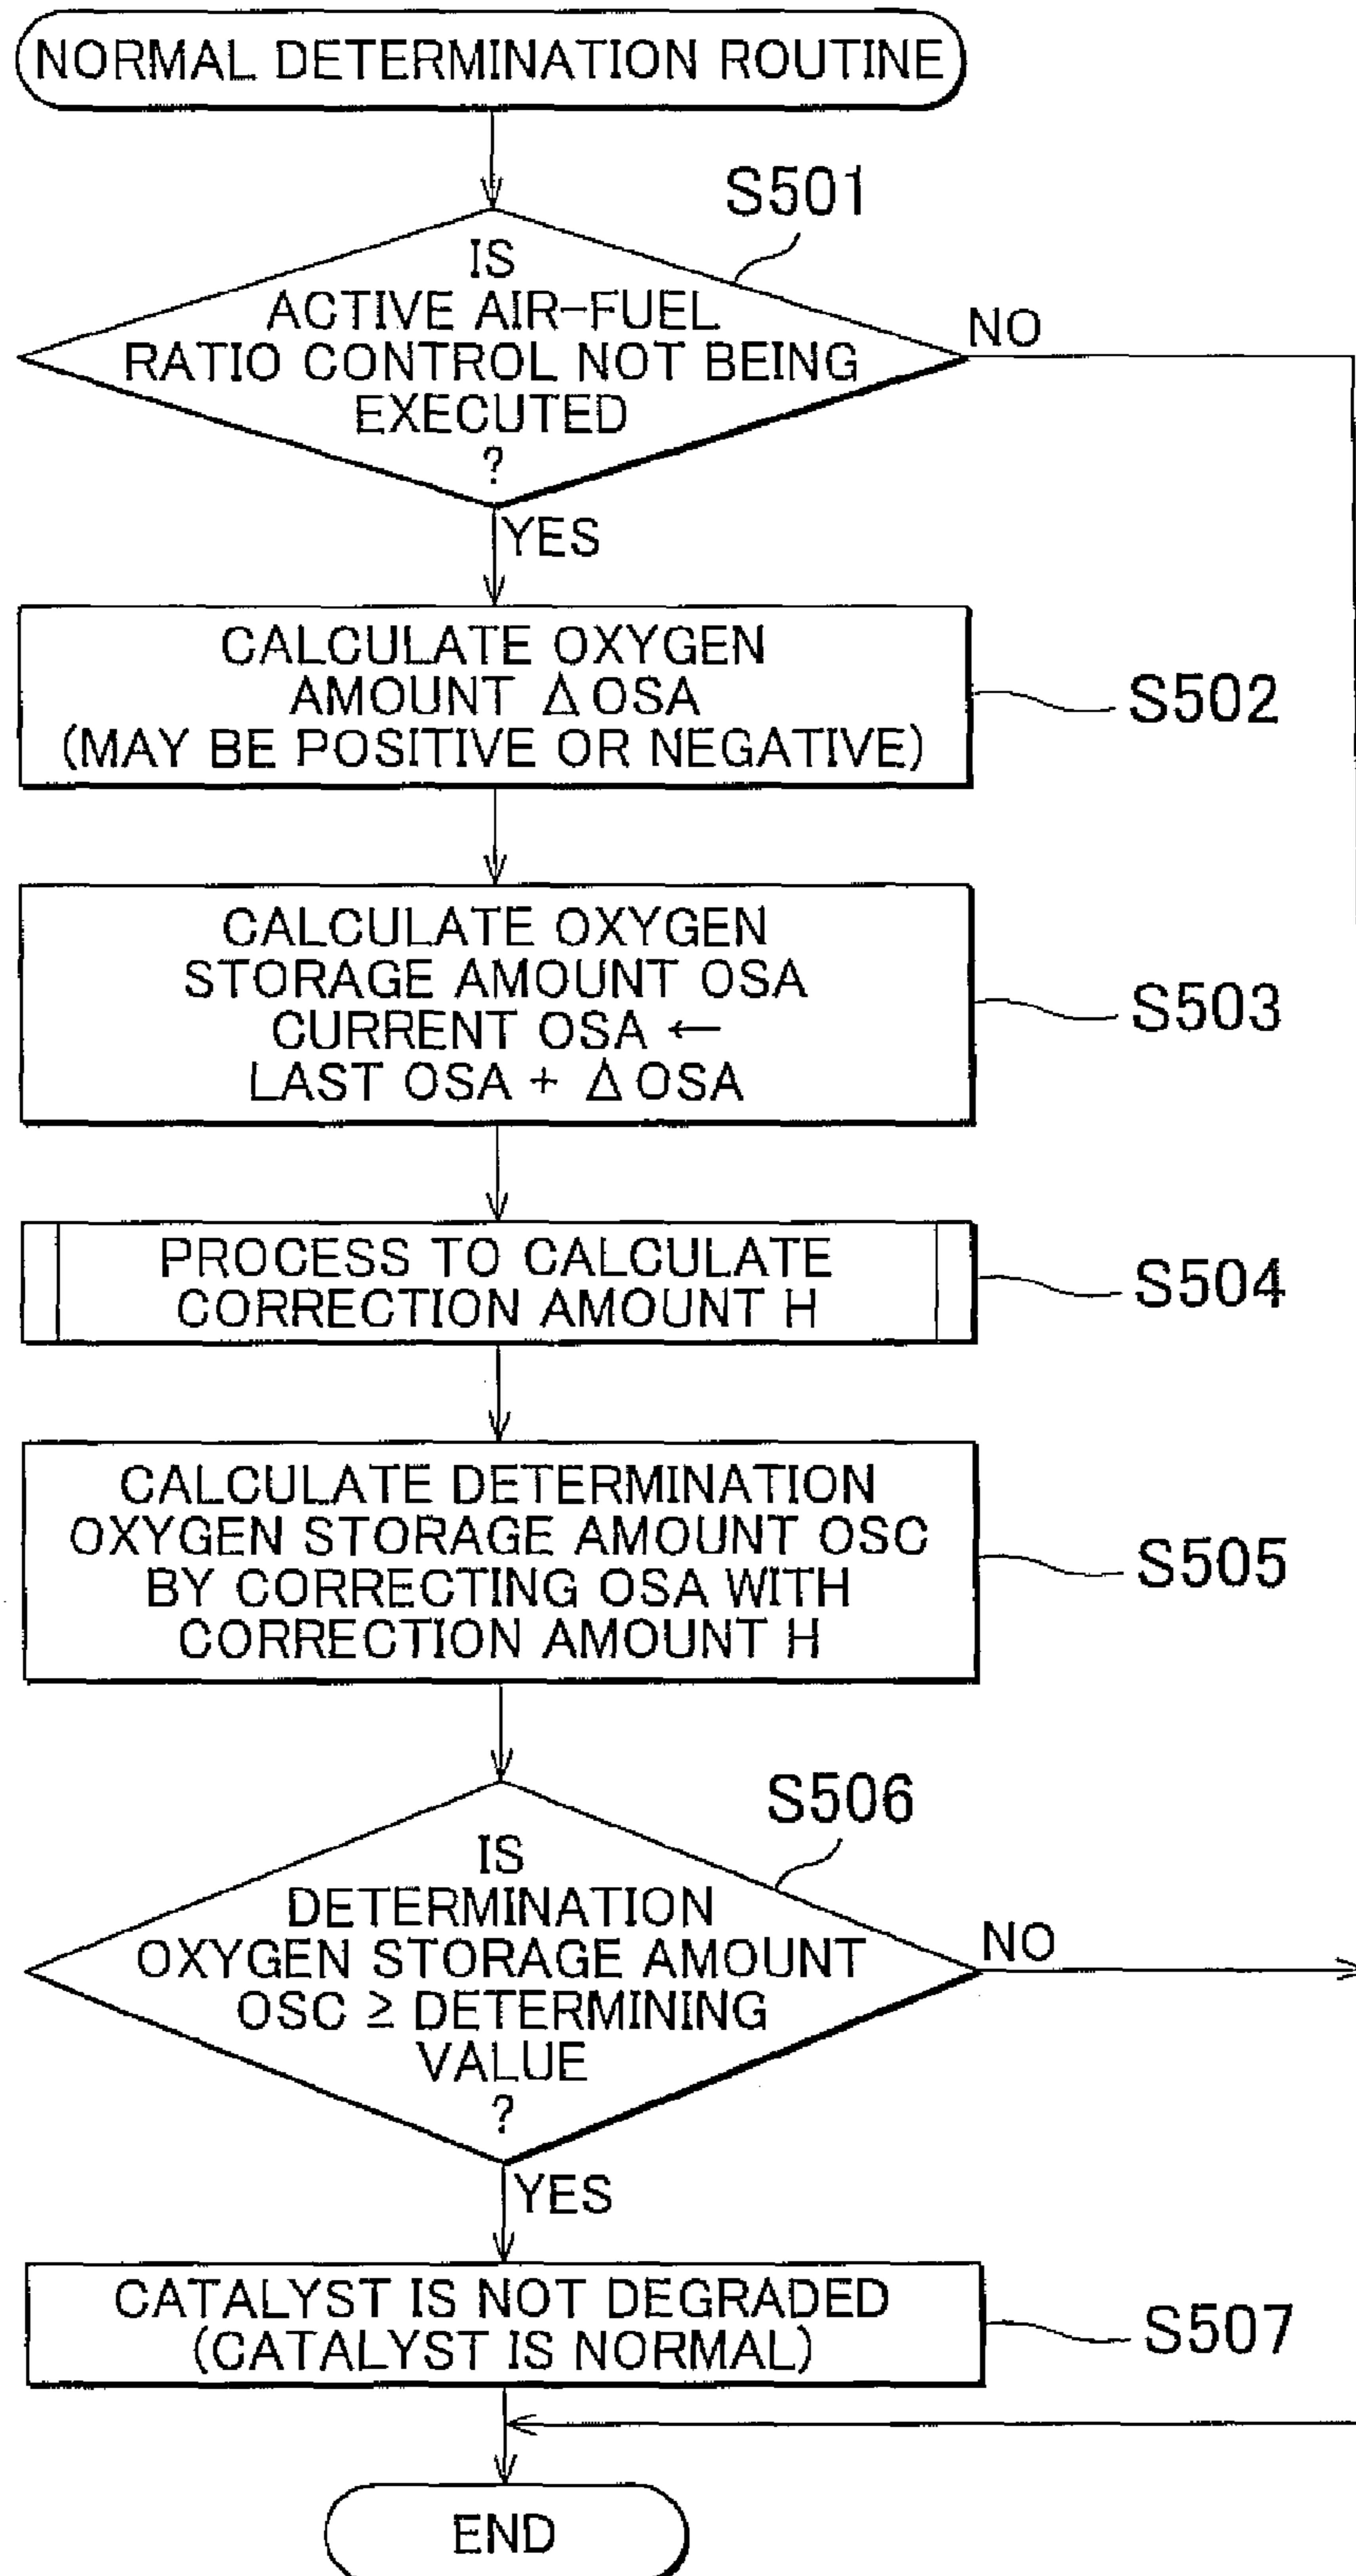 NORMAL DETERMINATION ROUTINE
S501
IS
ACTIVE AIR-FUEL
RATIO CONTROL NOT BEING
EXECUTED
?
NO
YES
CALCULATE OXYGEN
AMOUNT Δ OSA
(MAY BE POSITIVE OR NEGATIVE)
S502
CALCULATE OXYGEN
STORAGE AMOUNT OSA
CURRENT OSA ←
LAST OSA + Δ OSA
S503
PROCESS TO CALCULATE
CORRECTION AMOUNT H
S504
CALCULATE DETERMINATION
OXYGEN STORAGE AMOUNT OSC
BY CORRECTING OSA WITH
CORRECTION AMOUNT H
S505
S506
IS
DETERMINATION
OXYGEN STORAGE AMOUNT
OSC ≥ DETERMINING
VALUE
?
NO
YES
CATALYST IS NOT DEGRADED
(CATALYST IS NORMAL)
S507
END